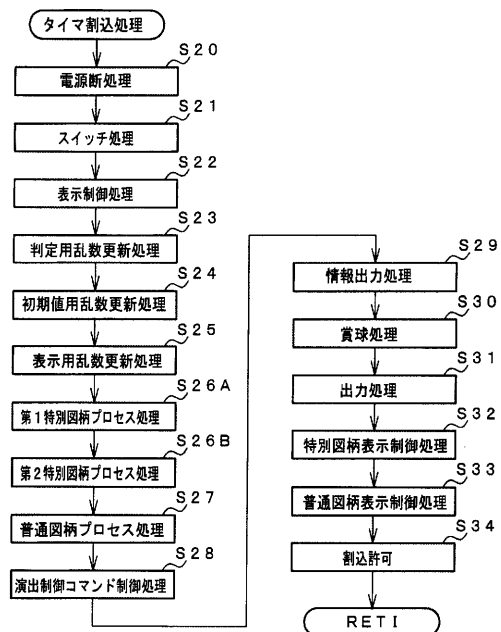 タイマ割込処理
S20
電源断処理
S21
スイッチ処理
S22
表示制御処理
S23
判定用乱数更新処理
S24
初期値用乱数更新処理
S25
表示用乱数更新処理
S26A
第1特別図柄プロセス処理
S26B
第2特別図柄プロセス処理
S27
普通図柄プロセス処理
S28
演出制御コマンド制御処理
S29
情報出力処理
S30
賞球処理
S31
出力処理
S32
特別図柄表示制御処理
S33
普通図柄表示制御処理
S34
割込許可
RETI